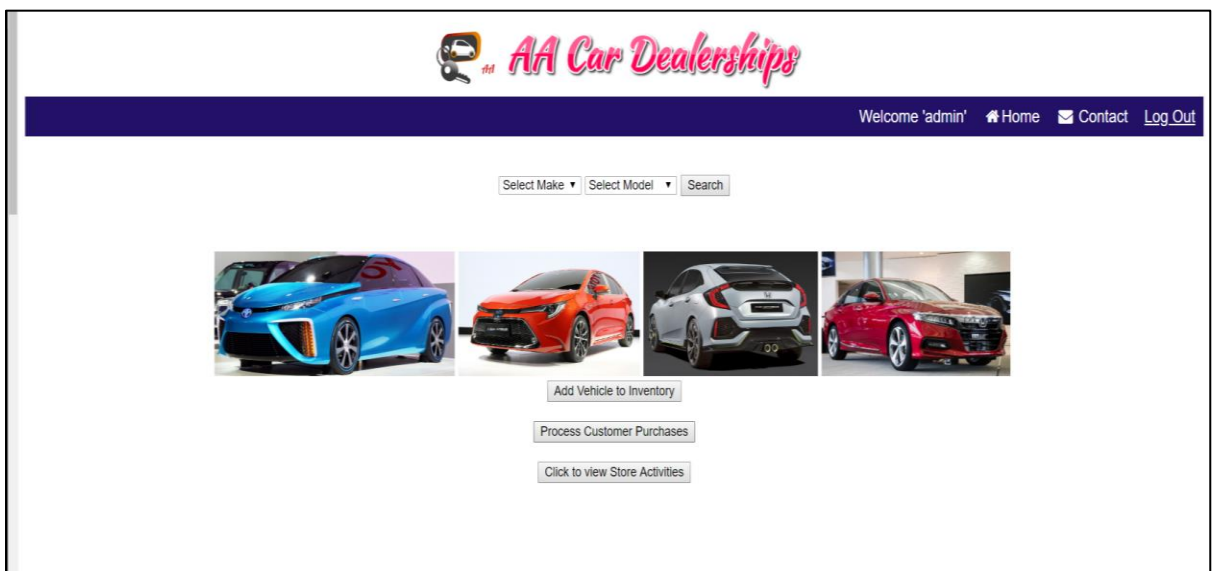 AA AA Car Dealerships
Welcome 'admin' Home Contact Log Out
Select Make Select Model Search
Add Vehicle to Inventory
Process Customer Purchases
Click to view Store Activities